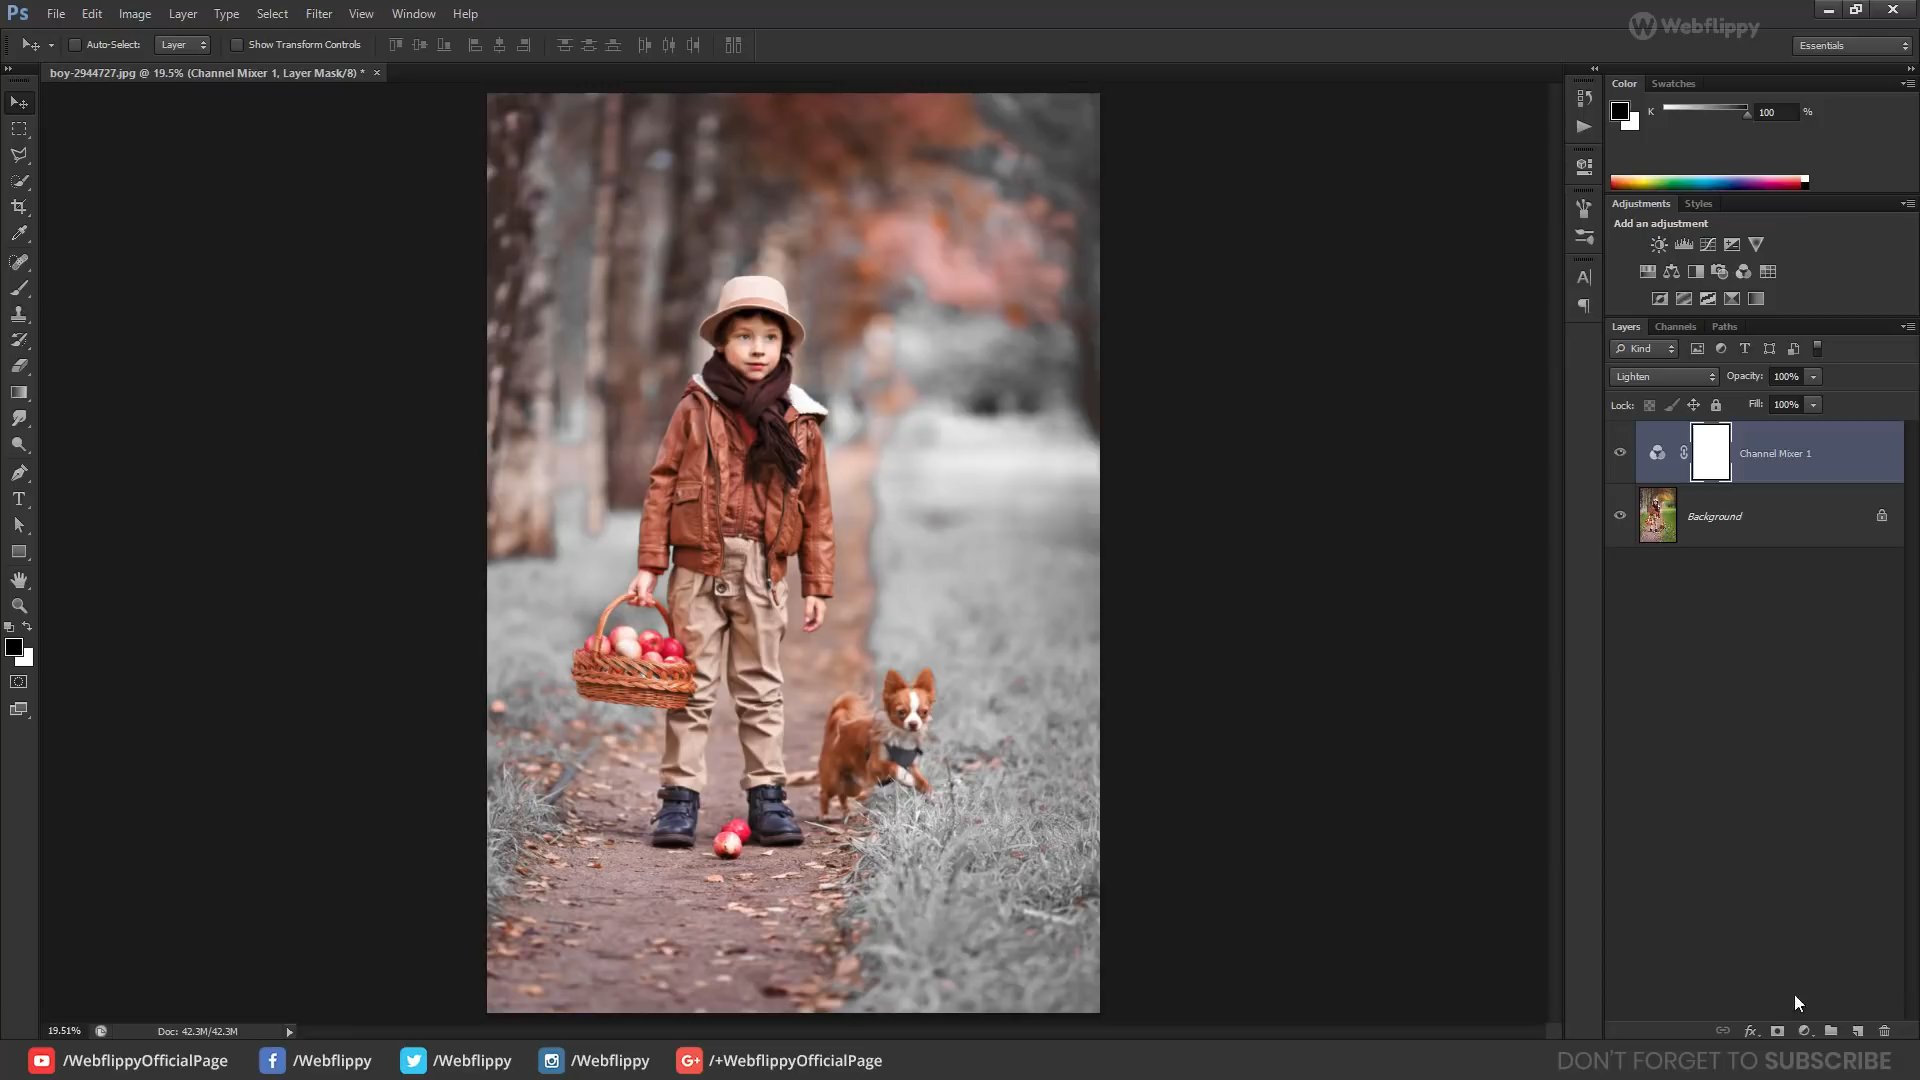 Ps File Edit Image Layer Type Select Filter View Window Help
Webflippy
Auto-Select: Layer Show Transform Controls
Essentials
boy-2944727.jpg @ 19.5% (Channel Mixer 1, Layer Mask/8) * ×
Color Swatches
K 100 %
Adjustments Styles
Add an adjustment
Layers Channels Paths
Kind
Lighten Opacity: 100%
Lock: Fill: 100%
Channel Mixer 1
Background
19.51% Doc: 42.3M/42.3M
fx
/WebflippyOfficialPage /Webflippy /Webflippy /Webflippy /+WebflippyOfficialPage
DON'T FORGET TO SUBSCRIBE